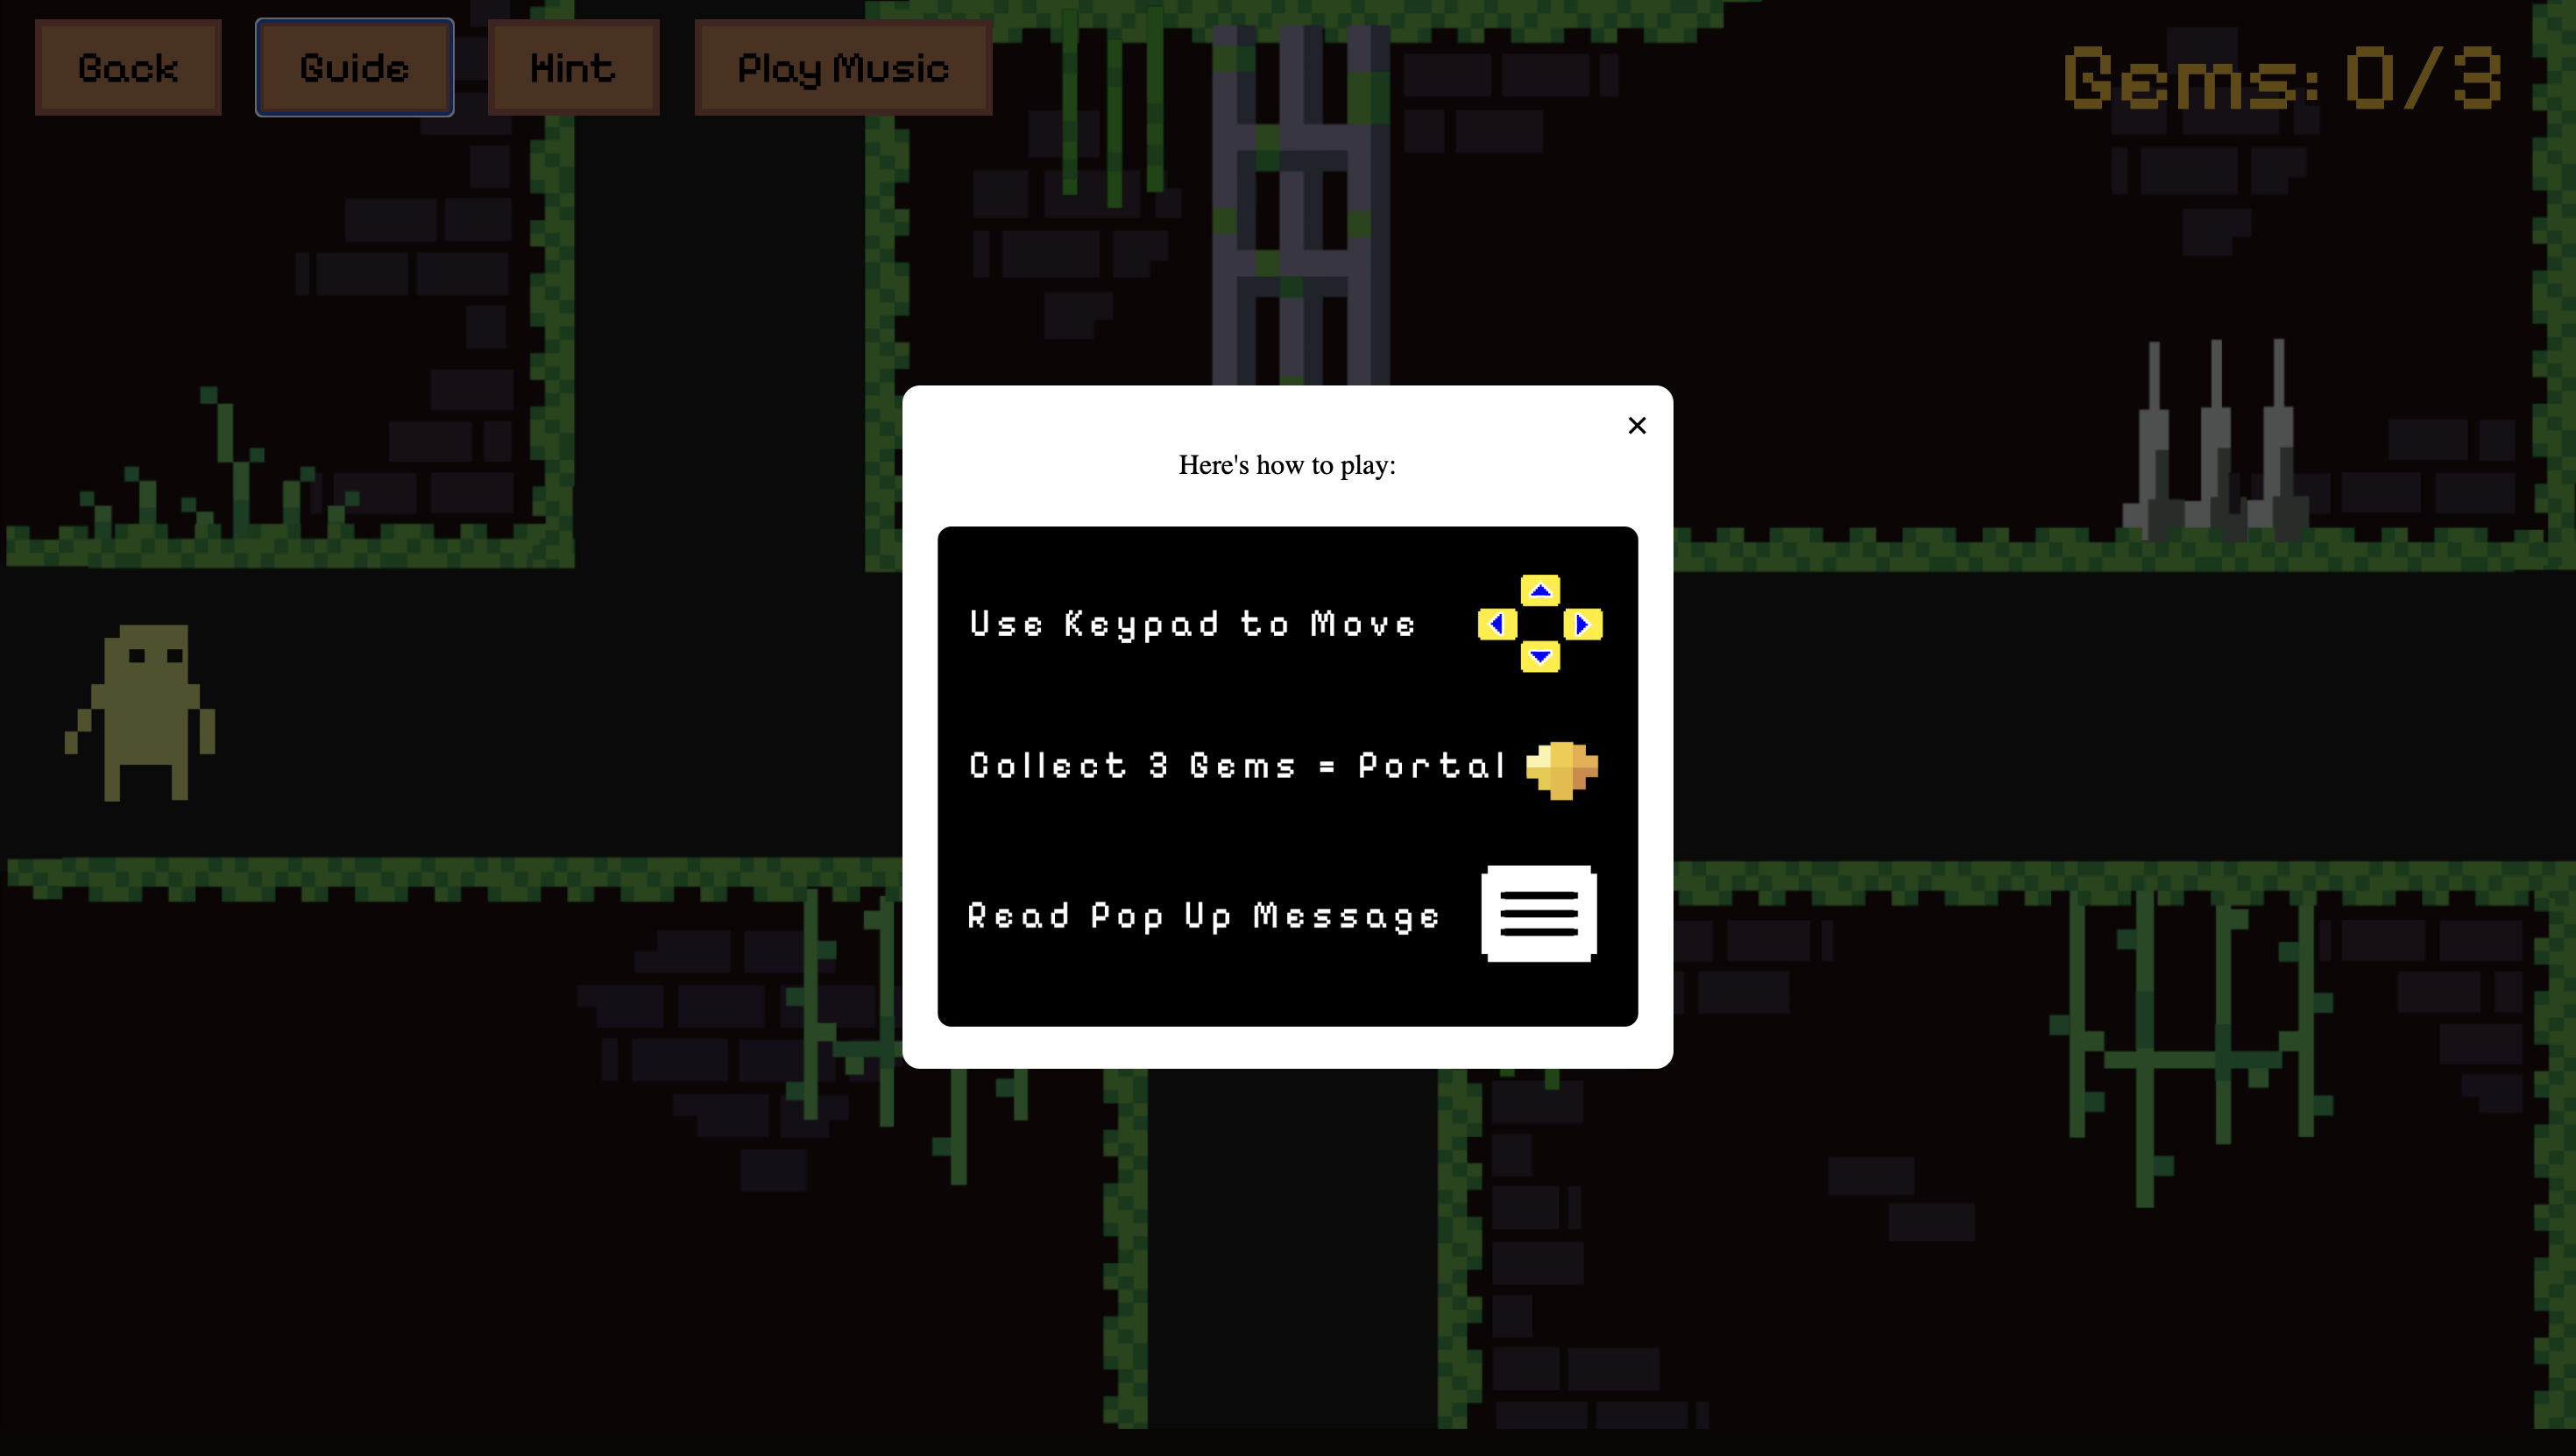 Back
Guide
Hint
Play Music
Gems: 0/3
Here's how to play:
Use Keypad to Move
Collect 3 Gems = Portal
Read Pop Up Message